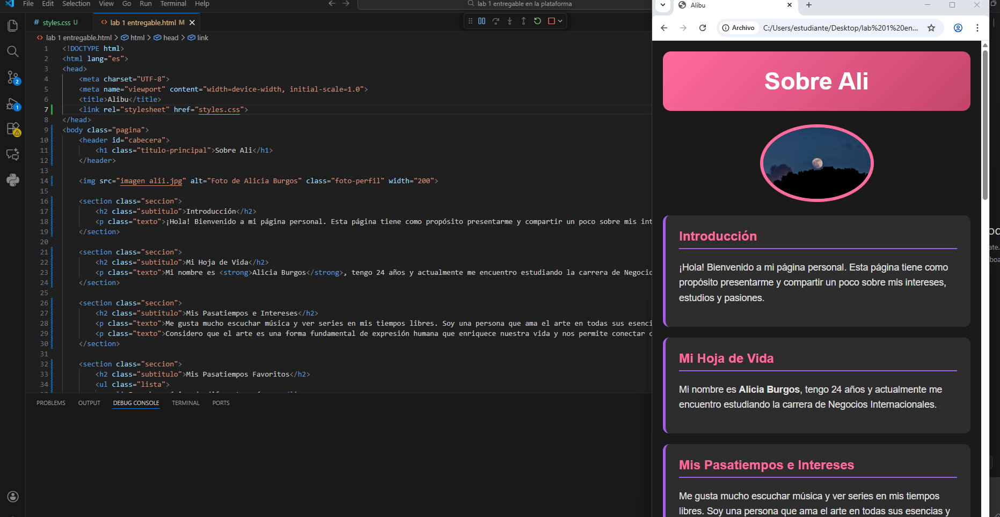 File Edit Selection View Go Run Terminal Help
lab 1 entregable en la plataforma
# styles.css U
<> lab 1 entregable.html M
lab 1 entregable.html > html > head > link
1 <!DOCTYPE html>
2 <html lang="es">
3 <head>
4 <meta charset="UTF-8">
5 <meta name="viewport" content="width=device-width, initial-scale=1.0">
6 <title>Alibu</title>
7 <link rel="stylesheet" href="styles.css">
8 </head>
9 <body class="pagina">
10 <header id="cabecera">
11 <h1 class="titulo-principal">Sobre Ali</h1>
12 </header>
13
14 <img src="imagen alii.jpg" alt="Foto de Alicia Burgos" class="foto-perfil" width="200">
15
16 <section class="seccion">
17 <h2 class="subtitulo">Introducción</h2>
18 <p class="texto">¡Hola! Bienvenido a mi página personal. Esta página tiene como propósito presentarme y compartir un poco sobre mis int
19 </section>
20
21 <section class="seccion">
22 <h2 class="subtitulo">Mi Hoja de Vida</h2>
23 <p class="texto">Mi nombre es <strong>Alicia Burgos</strong>, tengo 24 años y actualmente me encuentro estudiando la carrera de Negocio
24 </section>
25
26 <section class="seccion">
27 <h2 class="subtitulo">Mis Pasatiempos e Intereses</h2>
28 <p class="texto">Me gusta mucho escuchar música y ver series en mis tiempos libres. Soy una persona que ama el arte en todas sus esenci
29 <p class="texto">Considero que el arte es una forma fundamental de expresión humana que enriquece nuestra vida y nos permite conectar c
30 </section>
31
32 <section class="seccion">
33 <h2 class="subtitulo">Mis Pasatiempos Favoritos</h2>
34 <ul class="lista">
PROBLEMS OUTPUT DEBUG CONSOLE TERMINAL PORTS
2
1
Alibu
Archivo C:/Users/estudiante/Desktop/lab%201%20en...
Sobre Ali
Introducción
¡Hola! Bienvenido a mi página personal. Esta página tiene como
propósito presentarme y compartir un poco sobre mis intereses,
estudios y pasiones.
Mi Hoja de Vida
Mi nombre es Alicia Burgos, tengo 24 años y actualmente me
encuentro estudiando la carrera de Negocios Internacionales.
Mis Pasatiempos e Intereses
Me gusta mucho escuchar música y ver series en mis tiempos
libres. Soy una persona que ama el arte en todas sus esencias y